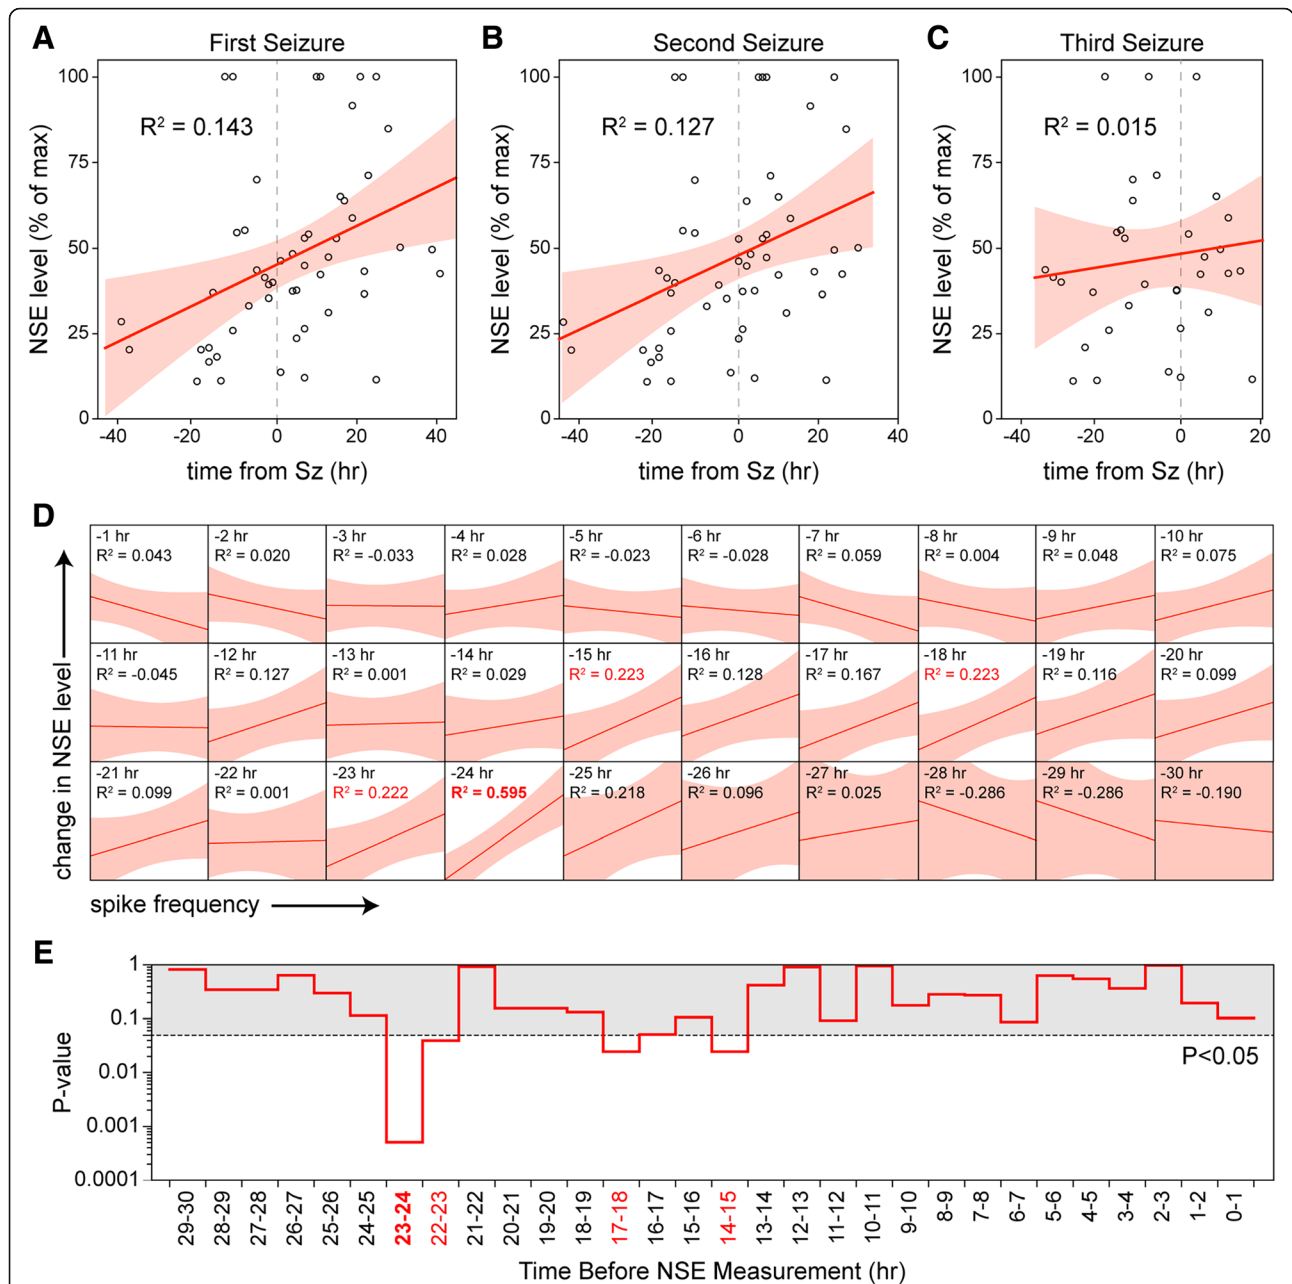 A
First Seizure
R² = 0.143
NSE level (% of max)
100
75
50
25
0
-40
-20
0
20
40
time from Sz (hr)
B
Second Seizure
R² = 0.127
NSE level (% of max)
100
75
50
25
0
-40
-20
0
20
40
time from Sz (hr)
C
Third Seizure
R² = 0.015
NSE level (% of max)
100
75
50
25
0
-40
-20
0
20
time from Sz (hr)
D
change in NSE level
-1 hr
R² = 0.043
-2 hr
R² = 0.020
-3 hr
R² = -0.033
-4 hr
R² = 0.028
-5 hr
R² = -0.023
-6 hr
R² = -0.028
-7 hr
R² = 0.059
-8 hr
R² = 0.004
-9 hr
R² = 0.048
-10 hr
R² = 0.075
-11 hr
R² = -0.045
-12 hr
R² = 0.127
-13 hr
R² = 0.001
-14 hr
R² = 0.029
-15 hr
R² = 0.223
-16 hr
R² = 0.128
-17 hr
R² = 0.167
-18 hr
R² = 0.223
-19 hr
R² = 0.116
-20 hr
R² = 0.099
-21 hr
R² = 0.099
-22 hr
R² = 0.001
-23 hr
R² = 0.222
-24 hr
R² = 0.595
-25 hr
R² = 0.218
-26 hr
R² = 0.096
-27 hr
R² = 0.025
-28 hr
R² = -0.286
-29 hr
R² = -0.286
-30 hr
R² = -0.190
spike frequency
E
P-value
1
0.1
0.01
0.001
0.0001
P<0.05
29-30
28-29
27-28
26-27
25-26
24-25
23-24
22-23
21-22
20-21
19-20
18-19
17-18
16-17
15-16
14-15
13-14
12-13
11-12
10-11
9-10
8-9
7-8
6-7
5-6
4-5
3-4
2-3
1-2
0-1
Time Before NSE Measurement (hr)